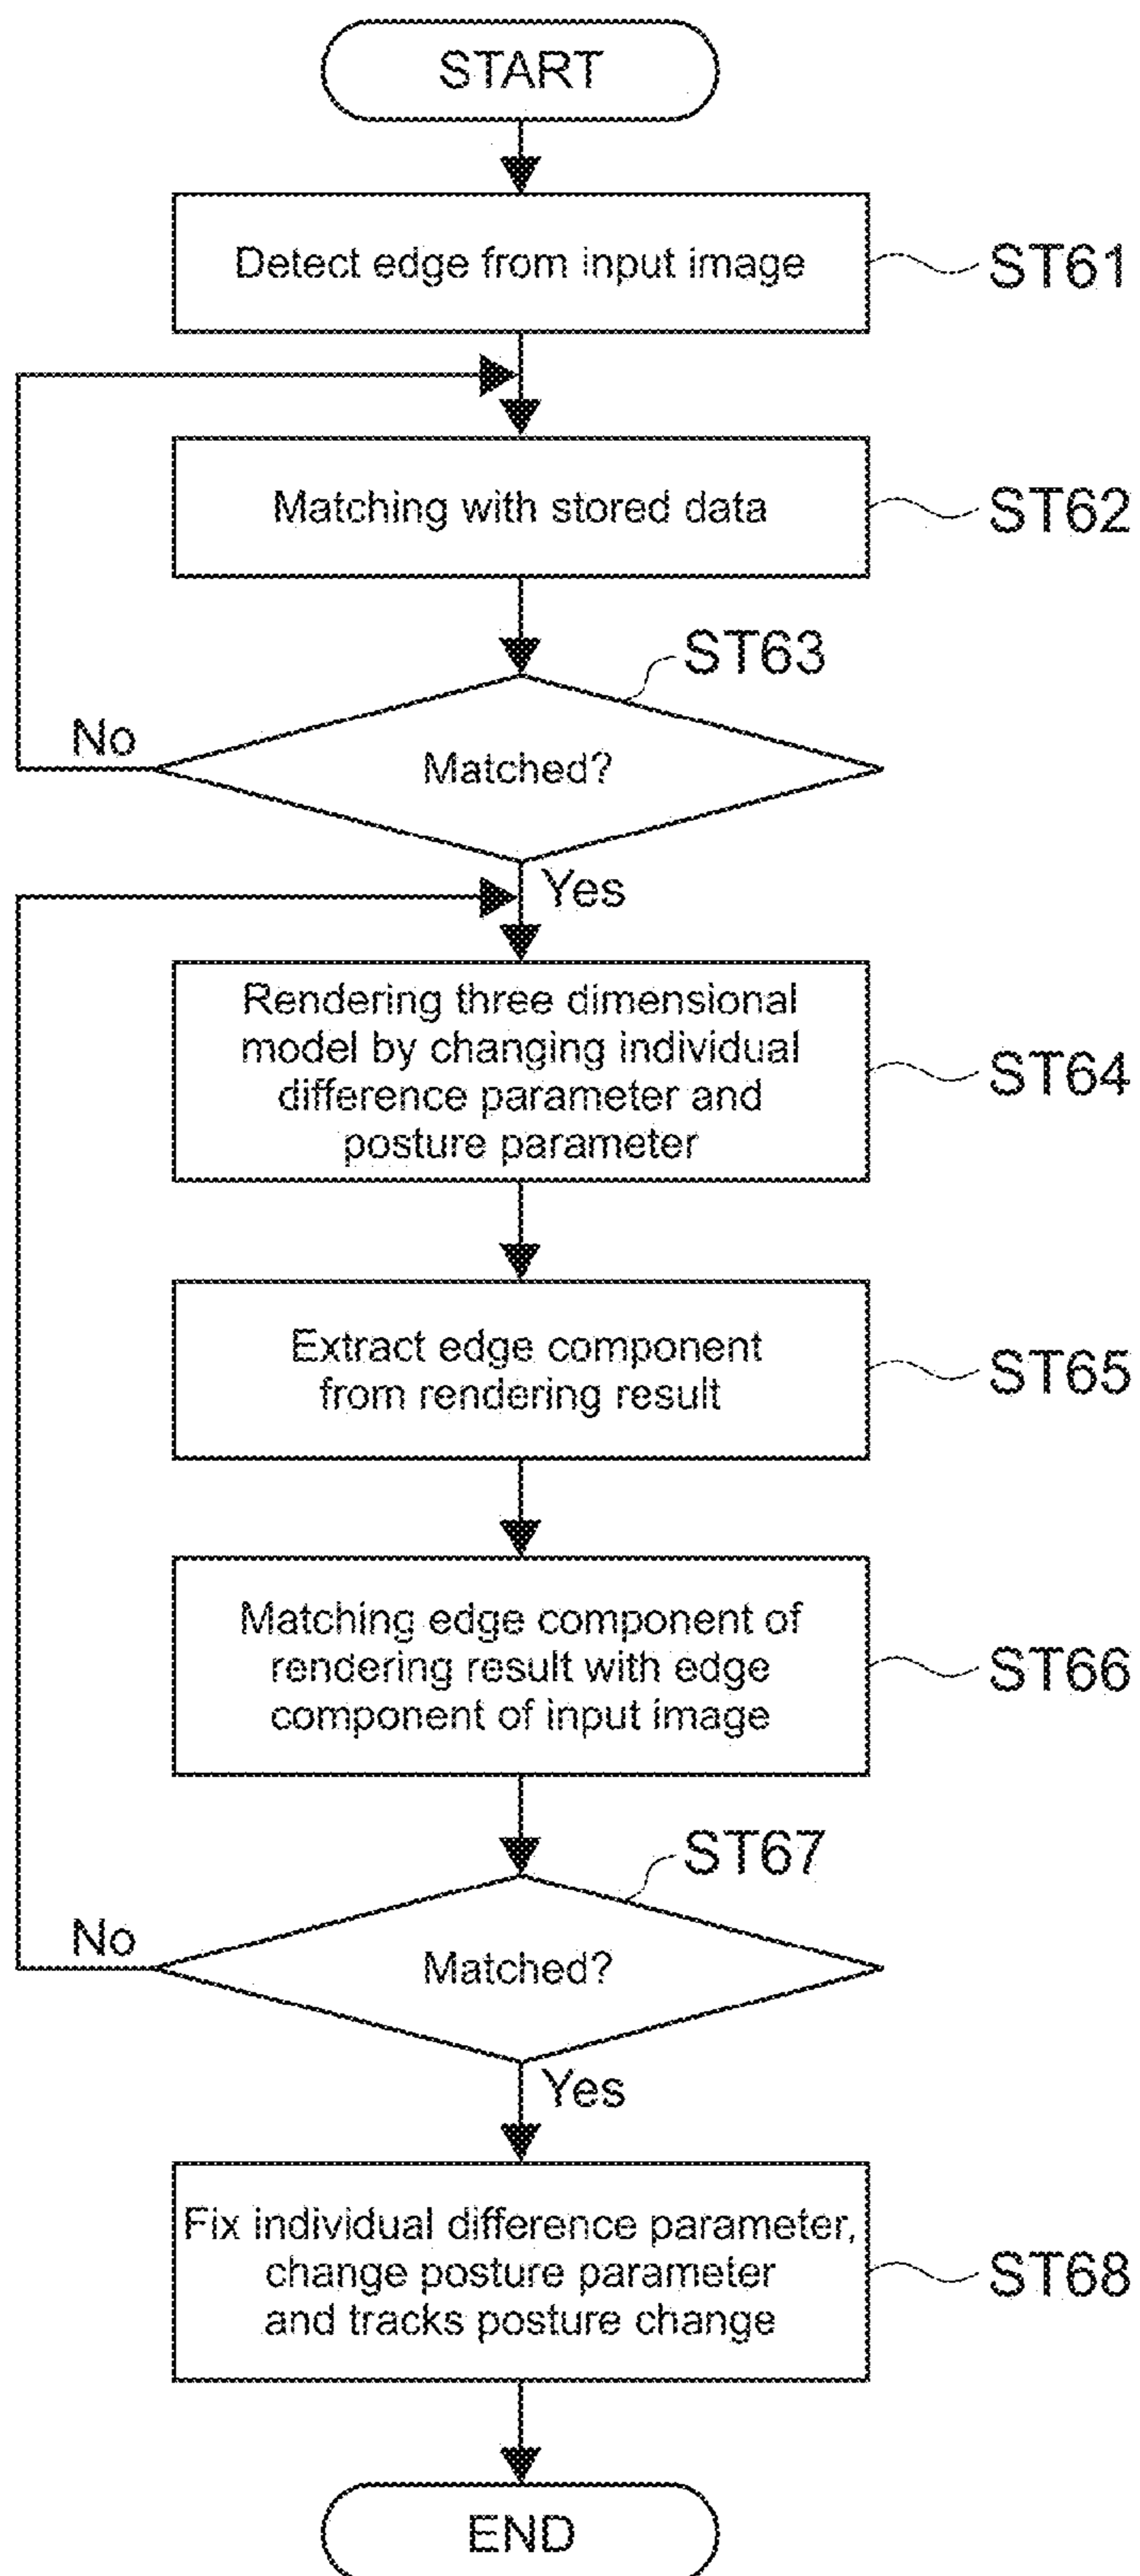 START
Detect edge from input image
ST61
Matching with stored data
ST62
ST63
No
Matched?
Yes
Rendering three dimensional
model by changing individual
difference parameter and
posture parameter
ST64
Extract edge component
from rendering result
ST65
Matching edge component of
rendering result with edge
component of input image
ST66
ST67
No
Matched?
Yes
Fix individual difference parameter,
change posture parameter
and tracks posture change
ST68
END